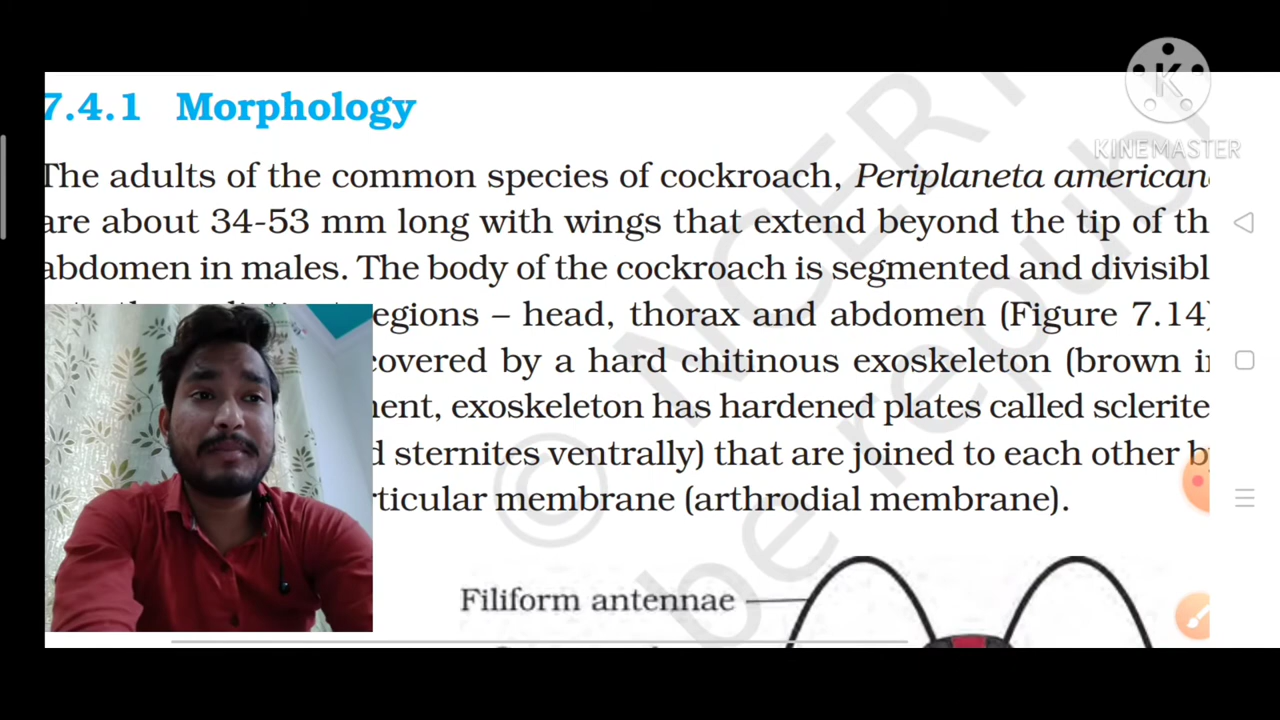 7.4.1 Morphology
KINEMASTER
The adults of the common species of cockroach, Periplaneta american
are about 34-53 mm long with wings that extend beyond the tip of th
abdomen in males. The body of the cockroach is segmented and divisibl
egions – head, thorax and abdomen (Figure 7.14)
covered by a hard chitinous exoskeleton (brown in
ent, exoskeleton has hardened plates called sclerite
d sternites ventrally) that are joined to each other b
rticular membrane (arthrodial membrane).
Filiform antennae
© NCERT
be republ